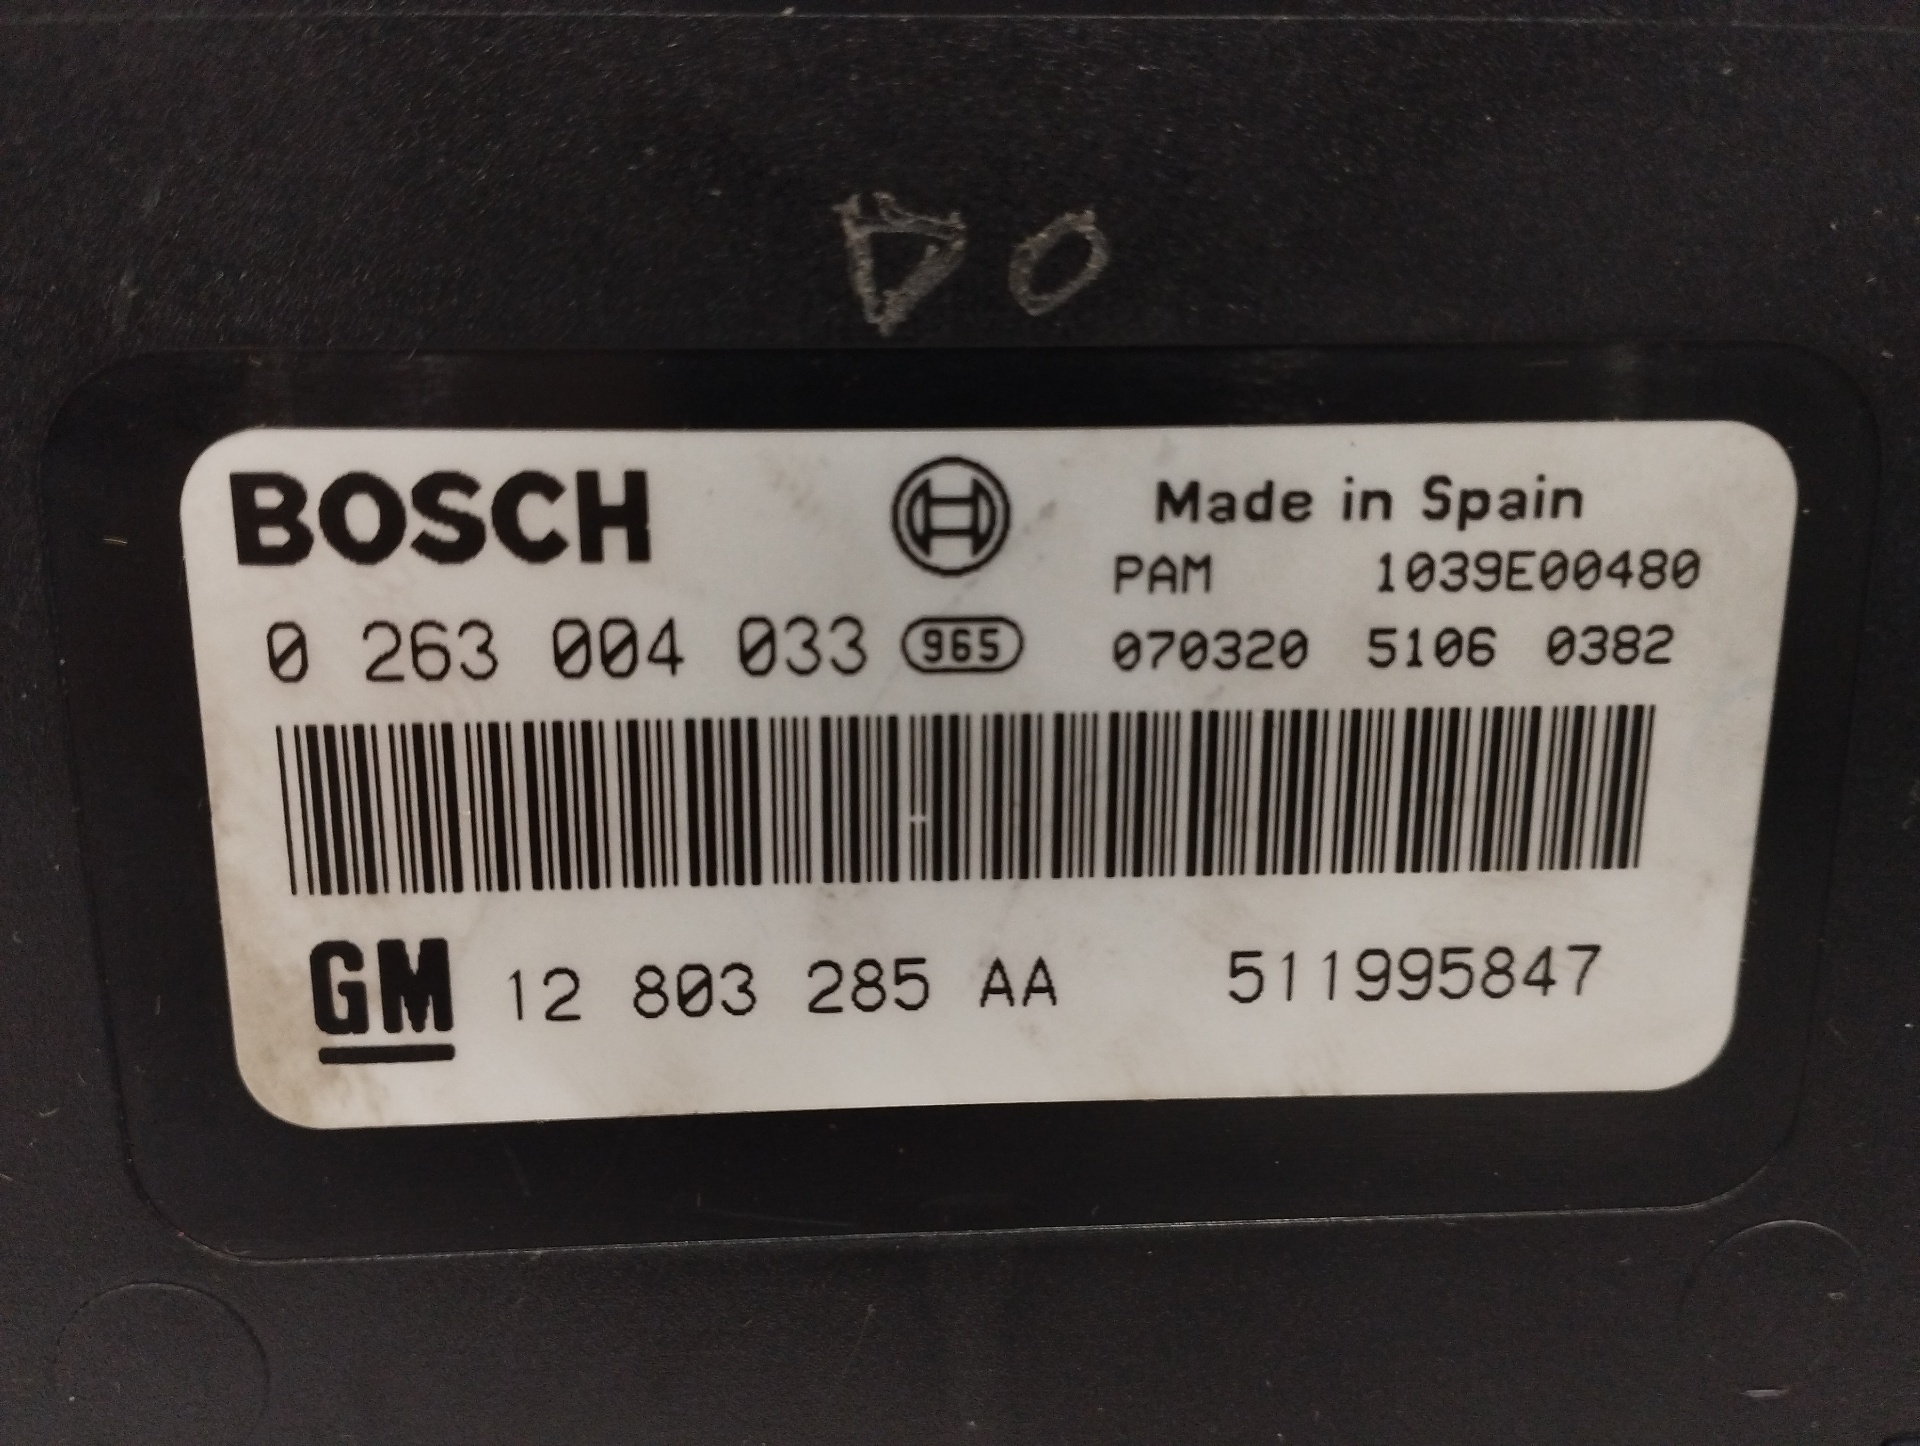 DO
BOSCH
Made in Spain
PAM 1039E00480
0 263 004 033 965 070320 5106 0382
GM 12 803 285 AA 511995847